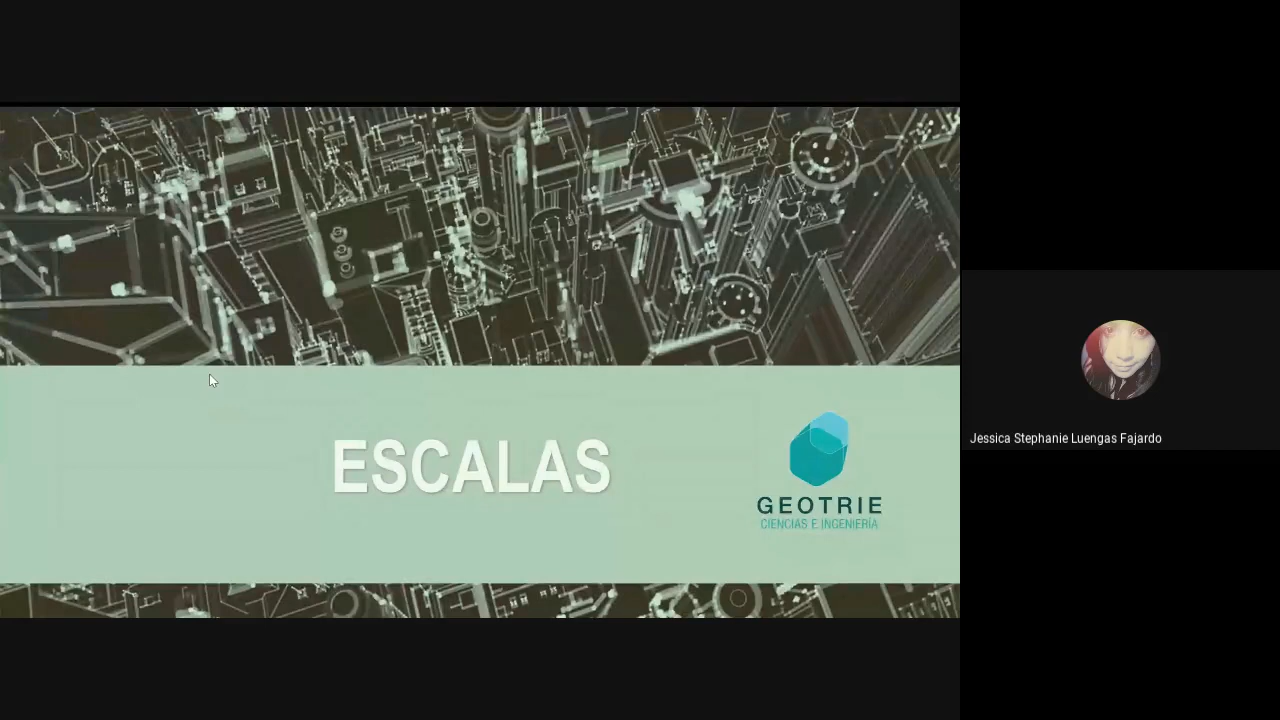 ESCALAS
GEOTRIE
CIENCIAS E INGENIERÍA
Jessica Stephanie Luengas Fajardo